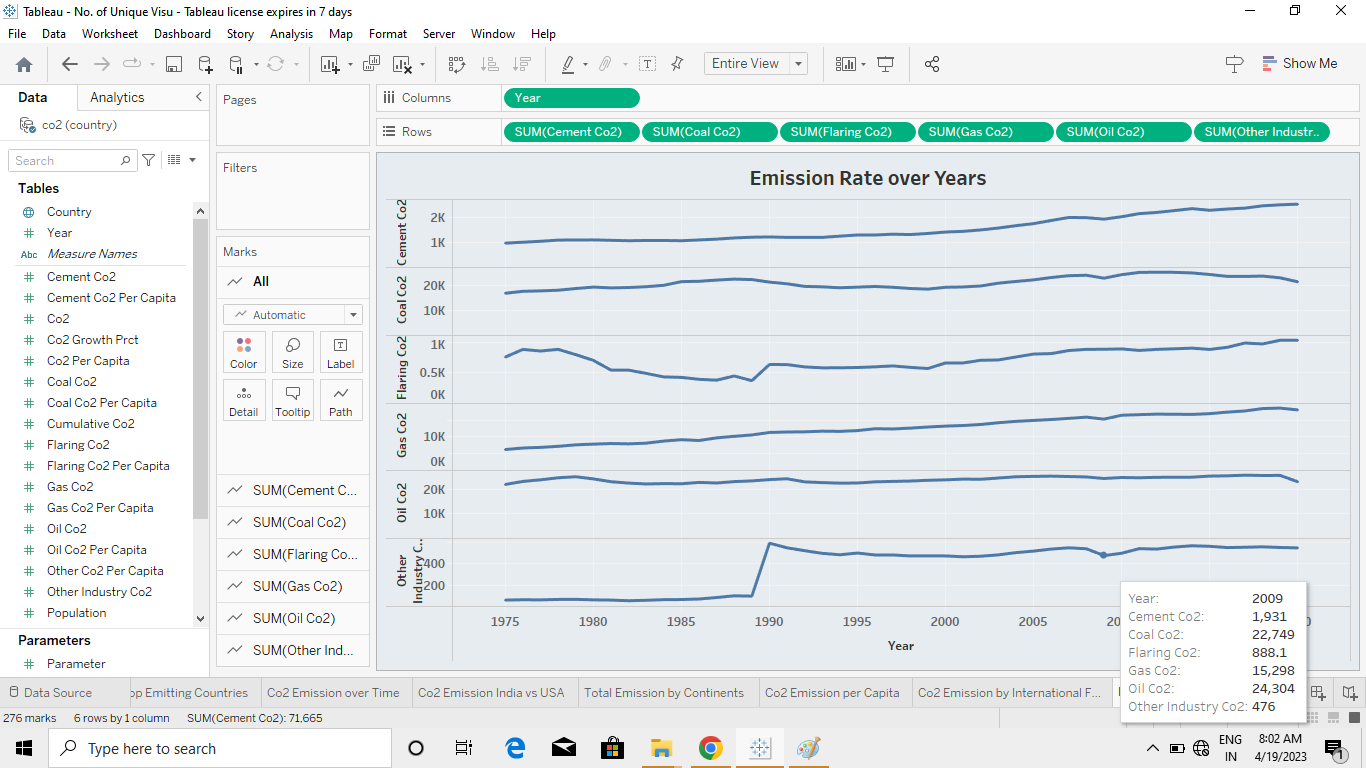 Tableau - No. of Unique Visu - Tableau license expires in 7 days
File Data Worksheet Dashboard Story Analysis Map Format Server Window Help
Entire View
Show Me
Data Analytics
co2 (country)
Search
Tables
Country
Year
Abc Measure Names
Cement Co2
Cement Co2 Per Capita
Co2
Co2 Growth Prct
Co2 Per Capita
Coal Co2
Coal Co2 Per Capita
Cumulative Co2
Flaring Co2
Flaring Co2 Per Capita
Gas Co2
Gas Co2 Per Capita
Oil Co2
Oil Co2 Per Capita
Other Co2 Per Capita
Other Industry Co2
Population
Parameters
Parameter
Pages
Filters
Marks
All
Automatic
Color Size Label
Detail Tooltip Path
SUM(Cement C...
SUM(Coal Co2)
SUM(Flaring Co...
SUM(Gas Co2)
SUM(Oil Co2)
SUM(Other Ind...
Columns Year
Rows SUM(Cement Co2) SUM(Coal Co2) SUM(Flaring Co2) SUM(Gas Co2) SUM(Oil Co2) SUM(Other Industr..
Emission Rate over Years
Cement Co2
2K
1K
Coal Co2
20K
10K
Flaring Co2
1K
0.5K
0K
Gas Co2
10K
0K
Oil Co2
20K
10K
Other
Industry C..
400
200
1975 1980 1985 1990 1995 2000 2005
Year
Year: 2009
Cement Co2: 1,931
Coal Co2: 22,749
Flaring Co2: 888.1
Gas Co2: 15,298
Oil Co2: 24,304
Other Industry Co2: 476
Data Source op Emitting Countries Co2 Emission over Time Co2 Emission India vs USA Total Emission by Continents Co2 Emission per Capita Co2 Emission by International F...
276 marks 6 rows by 1 column SUM(Cement Co2): 71.665
Type here to search
ENG
IN
8:02 AM
4/19/2023
1